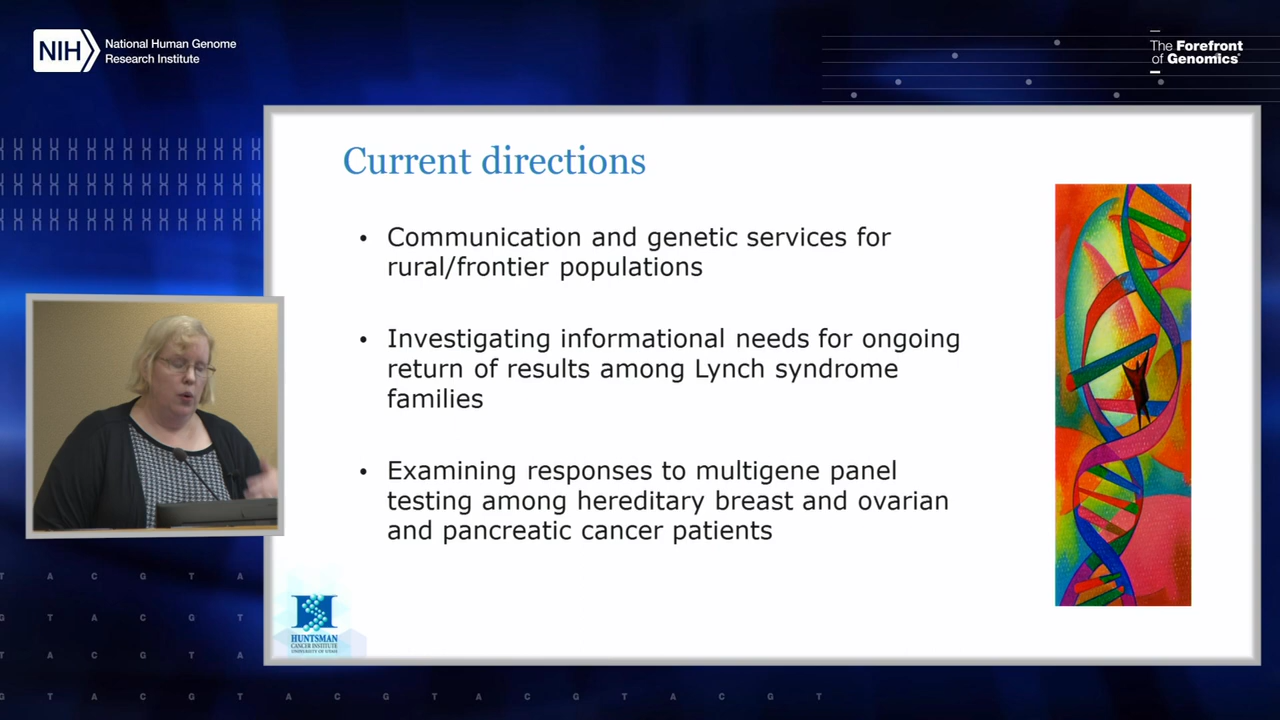 NIH
National Human Genome
Research Institute
The Forefront
of Genomics®
Current directions
• Communication and genetic services for
rural/frontier populations
• Investigating informational needs for ongoing
return of results among Lynch syndrome
families
• Examining responses to multigene panel
testing among hereditary breast and ovarian
and pancreatic cancer patients
HUNTSMAN
CANCER INSTITUTE
UNIVERSITY OF UTAH
T A C G T A
G T A C G T
T A C G T A
G T A C G T A C G T A C G T A C G T